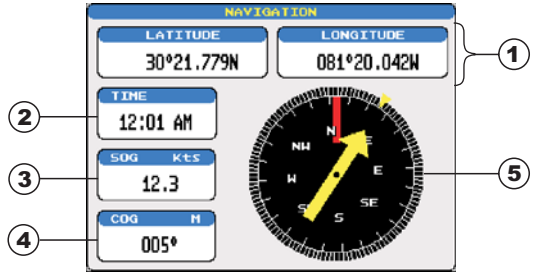 NAVIGATION
LATITUDE LONGITUDE
30°21.779N 081°20.042W
1
TIME
12:01 AM
2
SOG Kts
12.3
3
COG M
005°
4
N
NW
E
W
SE
S
5